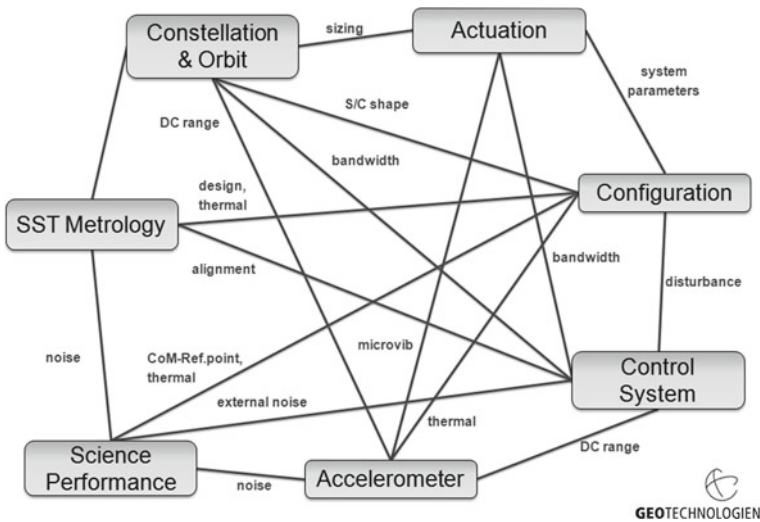 Constellation
& Orbit
sizing
Actuation
system
parameters
DC range
S/C shape
bandwidth
design,
thermal
Configuration
SST Metrology
alignment
bandwidth
disturbance
noise
CoM-Ref.point,
thermal
microvib
Control
System
external noise
thermal
DC range
Science
Performance
noise
Accelerometer
GEOTECHNOLOGIEN